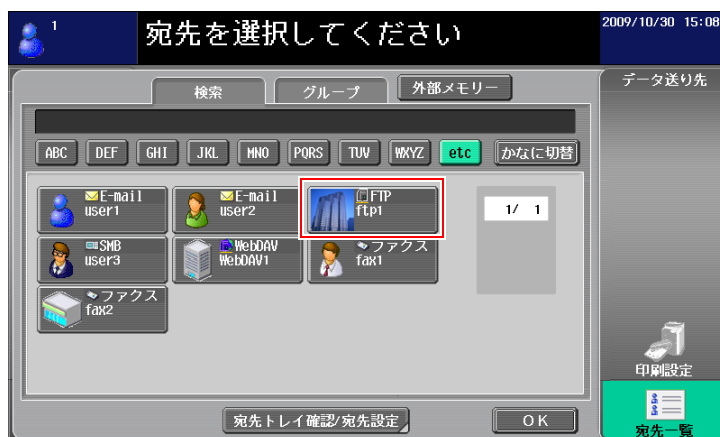 1
宛先を選択してください
2009/10/30 15:08
検索
グループ
外部メモリー
データ送り先
ABC DEF GHI JKL MNO PQRS TUV WXYZ etc かなに切替
E-mail
user1
E-mail
user2
FTP
ftp1
1/ 1
SMB
user3
WebDAV
WebDAV1
ファクス
fax1
ファクス
fax2
印刷設定
宛先トレイ確認/宛先設定
OK
宛先一覧